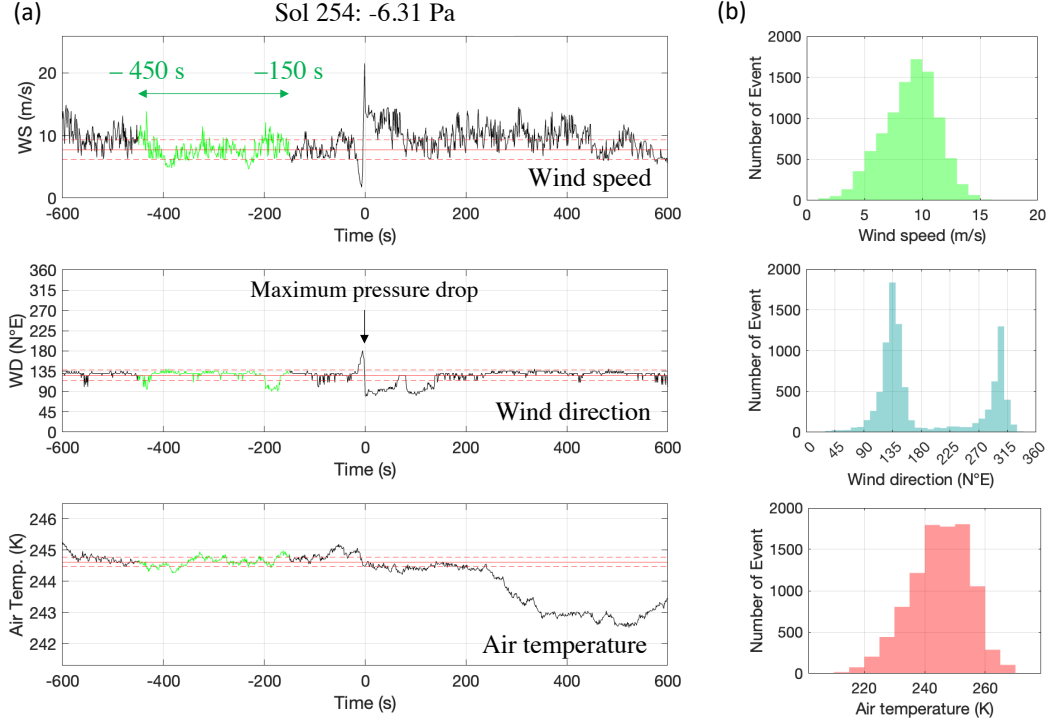 (a)
Sol 254: -6.31 Pa
20
10
0
WS (m/s)
– 450 s
–150 s
Wind speed
-600 -400 -200 0 200 400 600
Time (s)
360
315
270
225
180
135
90
45
0
WD (N°E)
Maximum pressure drop
Wind direction
-600 -400 -200 0 200 400 600
Time (s)
246
245
244
243
242
Air Temp. (K)
Air temperature
-600 -400 -200 0 200 400 600
Time (s)
(b)
2000
1500
1000
500
0
Number of Event
0 5 10 15 20
Wind speed (m/s)
2000
1500
1000
500
0
Number of Event
0 45 90 135 180 225 270 315 360
Wind direction (N°E)
2000
1500
1000
500
0
Number of Event
220 240 260
Air temperature (K)